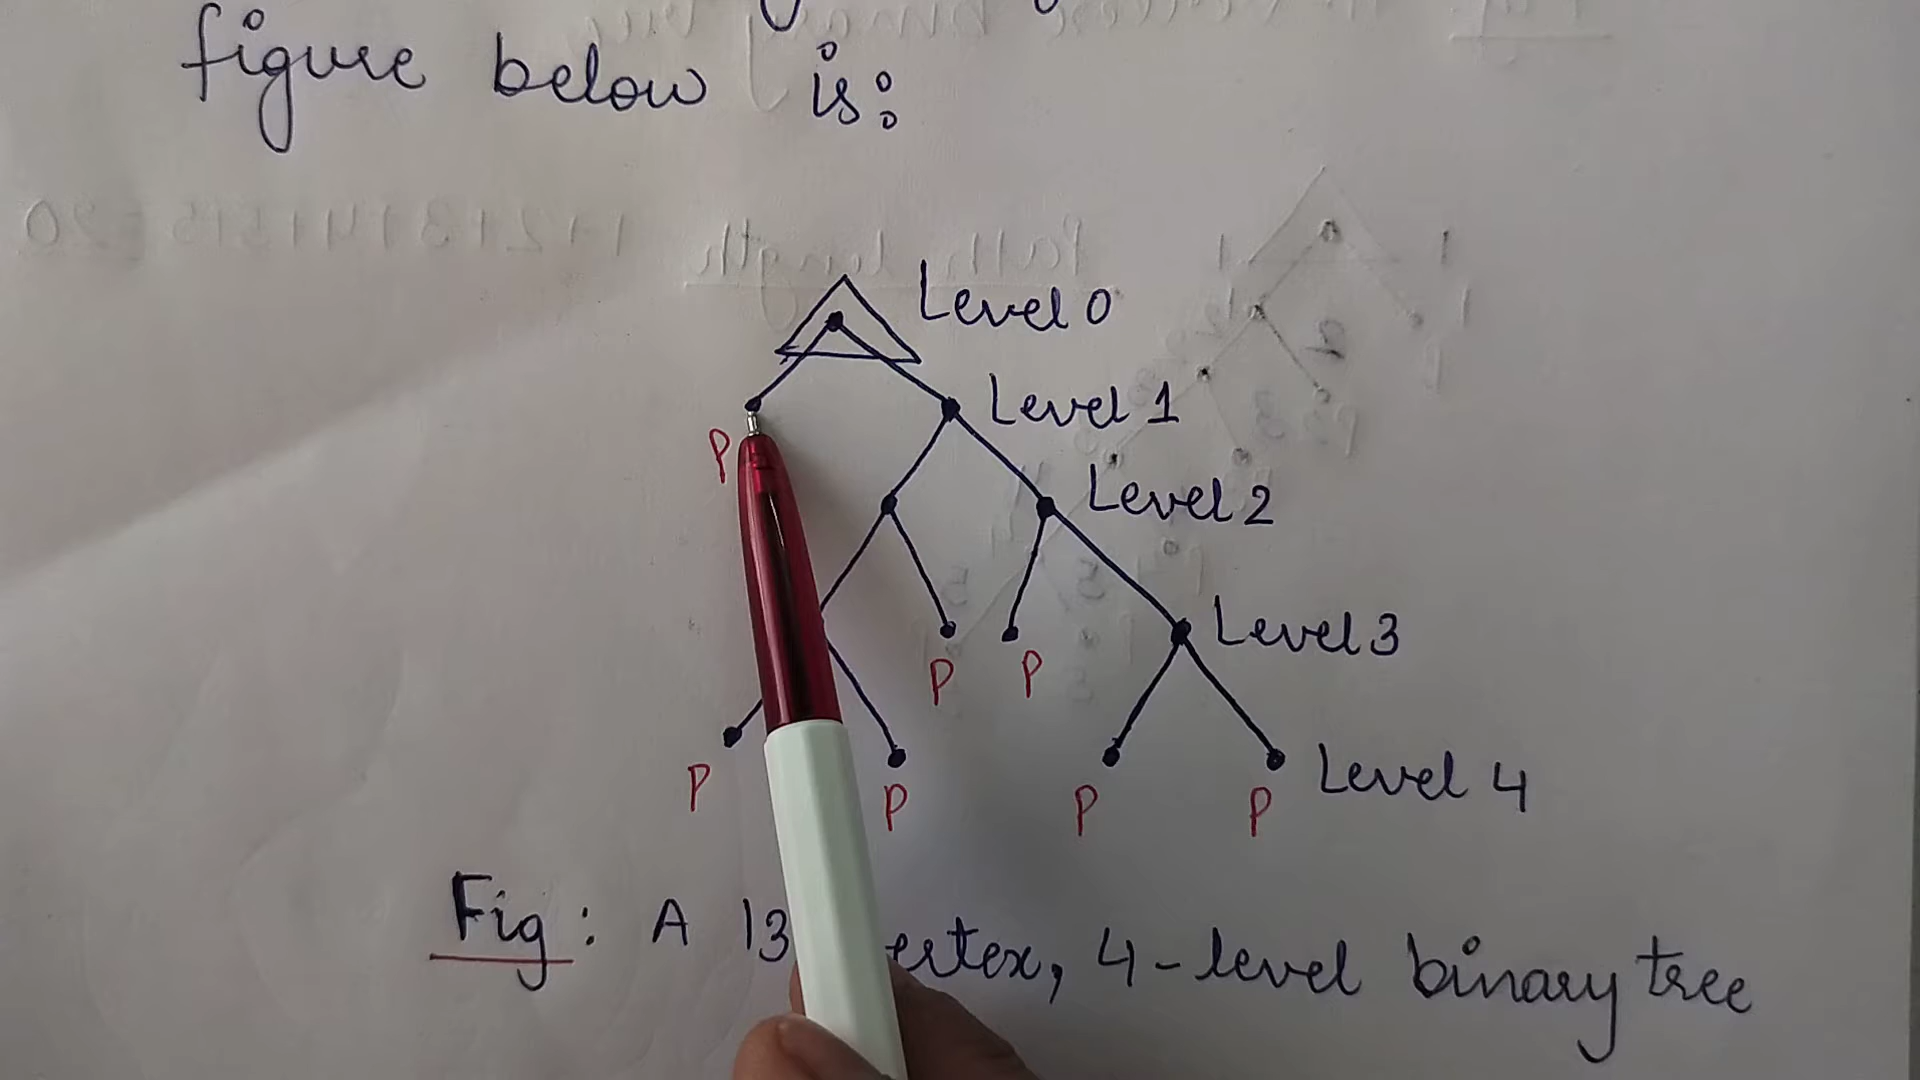 figure below is:
Level 0
Level 1
P
Level 2
Level 3
P P
Level 4
P P P P
Fig: A 13 vertex, 4-level binary tree